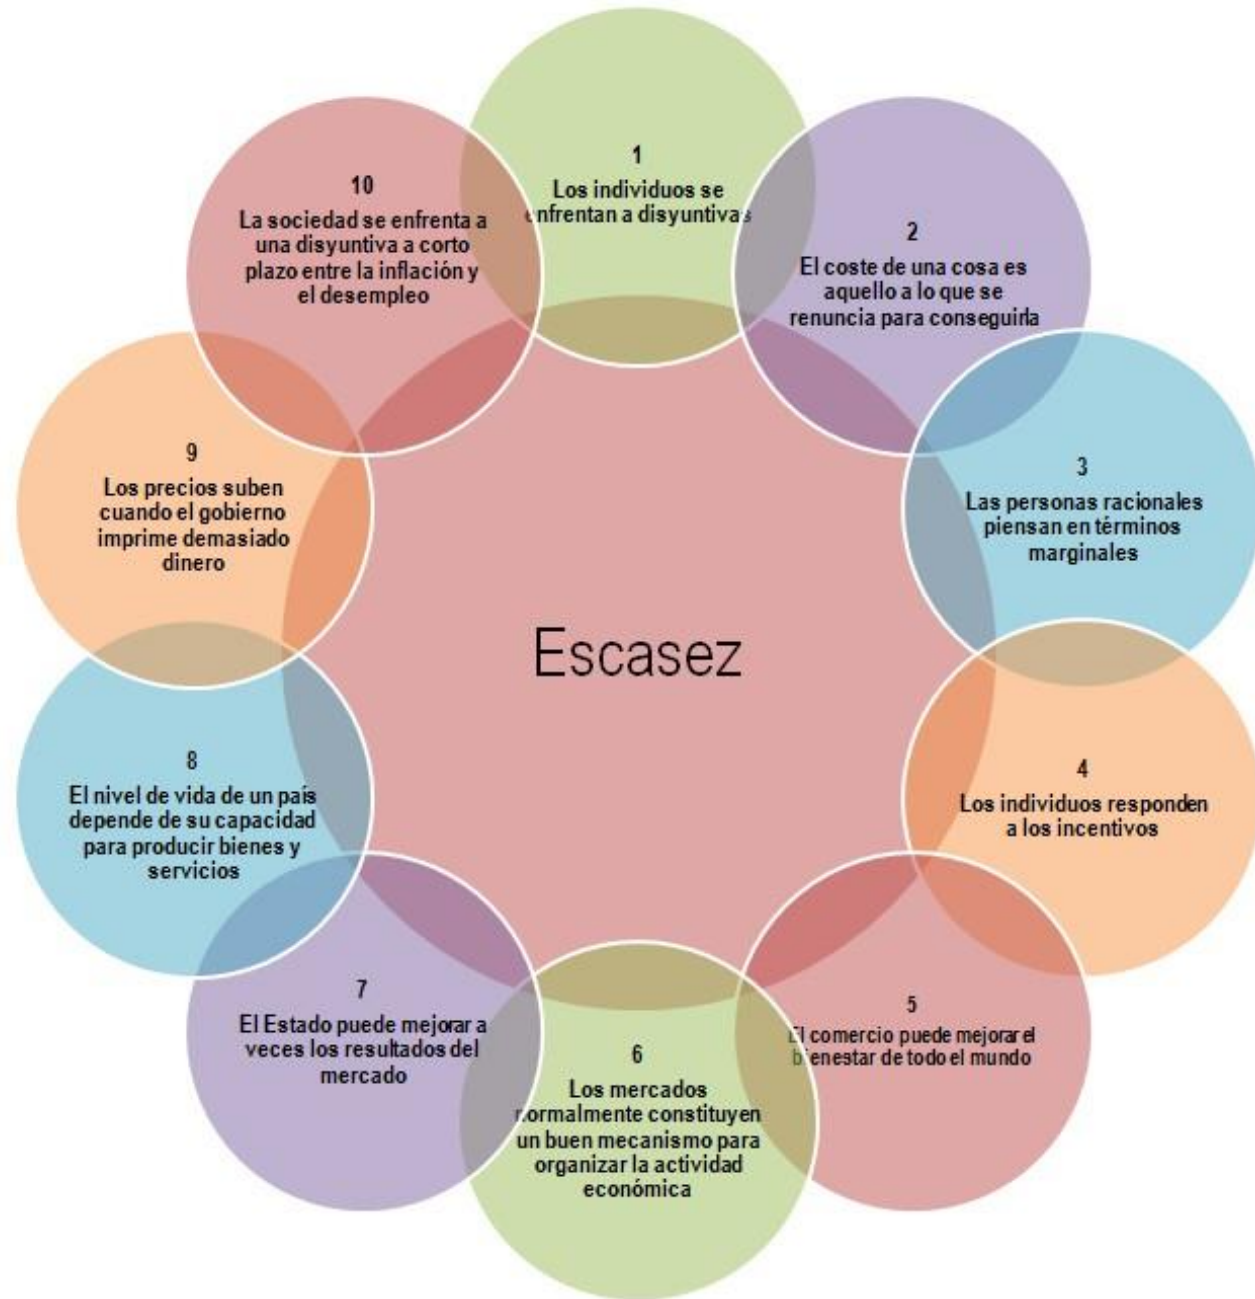 1
Los individuos se
enfrentan a disyuntivas
2
El coste de una cosa es
aquello a lo que se
renuncia para conseguirla
3
Las personas racionales
piensan en términos
marginales
4
Los individuos responden
a los incentivos
5
El comercio puede mejorar el
bienestar de todo el mundo
6
Los mercados
normalmente constituyen
un buen mecanismo para
organizar la actividad
económica
7
El Estado puede mejorar a
veces los resultados del
mercado
8
El nivel de vida de un país
depende de su capacidad
para producir bienes y
servicios
9
Los precios suben
cuando el gobierno
imprime demasiado
dinero
10
La sociedad se enfrenta a
una disyuntiva a corto
plazo entre la inflación y
el desempleo
Escasez